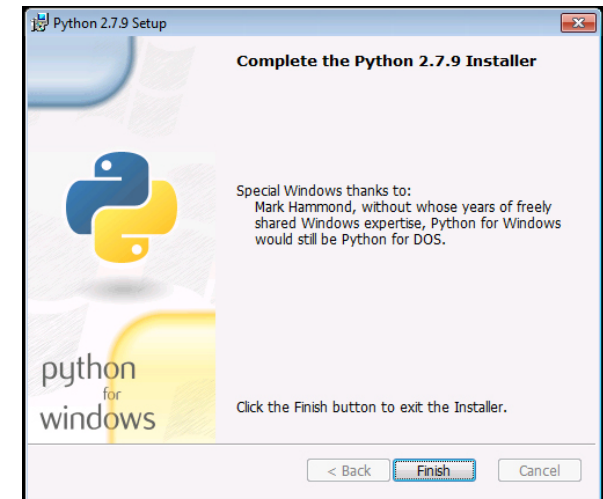 Python 2.7.9 Setup
Complete the Python 2.7.9 Installer
Special Windows thanks to:
Mark Hammond, without whose years of freely
shared Windows expertise, Python for Windows
would still be Python for DOS.
python
for
windows
Click the Finish button to exit the Installer.
< Back
Finish
Cancel